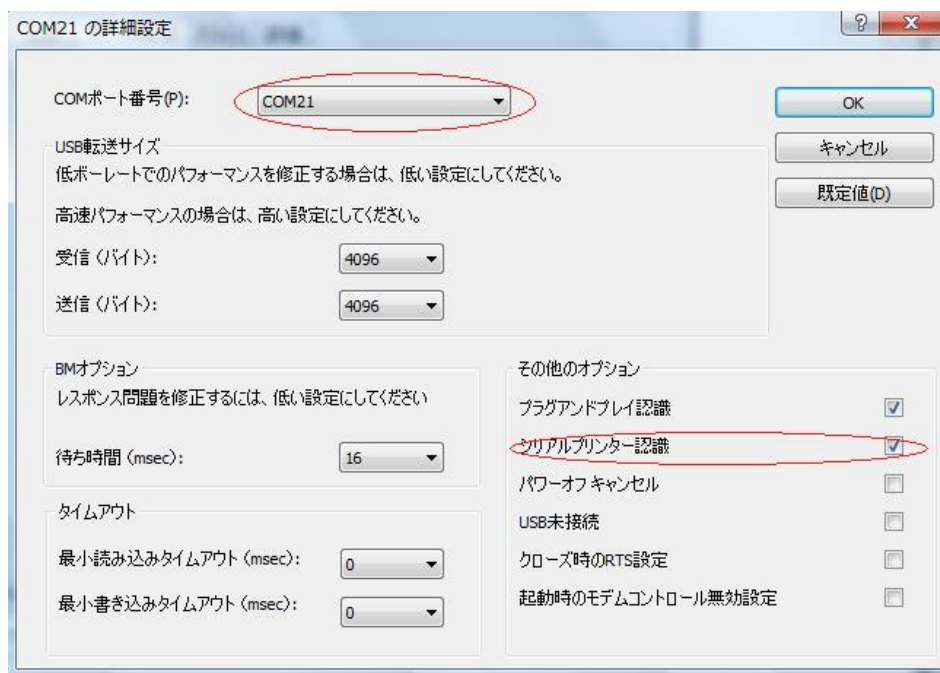 COM21 の詳細設定
COMポート番号(P):
COM21
OK
キャンセル
既定値(D)
USB転送サイズ
低ボーレートでのパフォーマンスを修正する場合は、低い設定にしてください。
高速パフォーマンスの場合は、高い設定にしてください。
受信 (バイト):
4096
送信 (バイト):
4096
BMオプション
レスポンス問題を修正するには、低い設定にしてください
待ち時間 (msec):
16
タイムアウト
最小読み込みタイムアウト (msec):
0
最小書き込みタイムアウト (msec):
0
その他のオプション
プラグアンドプレイ認識
シリアルプリンター認識
パワーオフ キャンセル
USB未接続
クローズ時のRTS設定
起動時のモデムコントロール無効設定